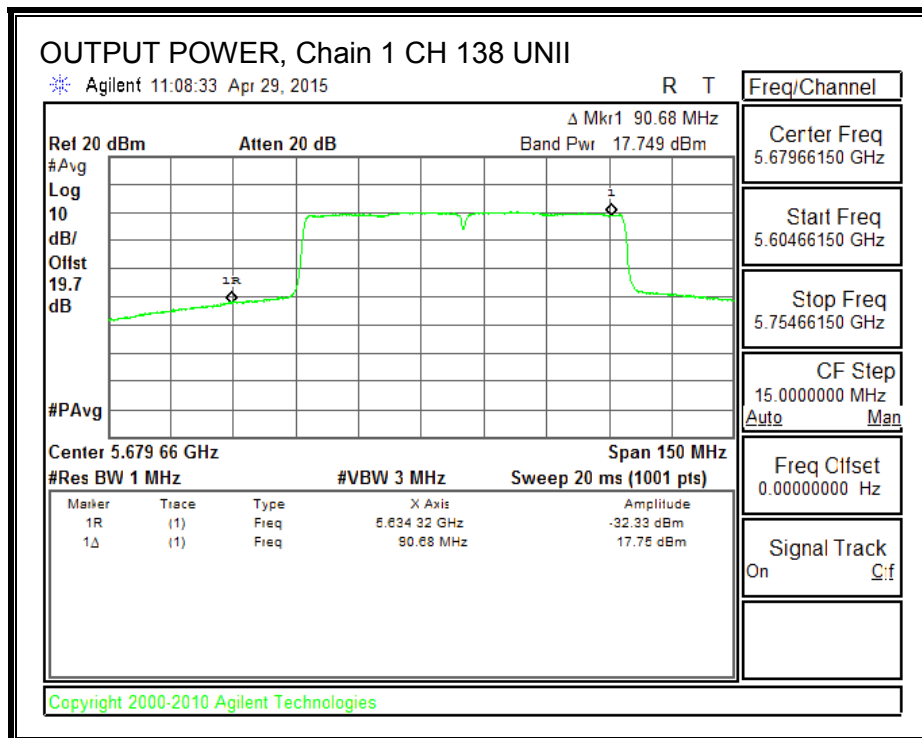 OUTPUT POWER, Chain 1 CH 138 UNII
Agilent 11:08:33 Apr 29, 2015 R T
Δ Mkr1 90.68 MHz
Ref 20 dBm Atten 20 dB Band Pwr 17.749 dBm
#Avg
Log
10
dB/
Offst
19.7
dB
1R
1
#PAvg
Center 5.679 66 GHz Span 150 MHz
#Res BW 1 MHz #VBW 3 MHz Sweep 20 ms (1001 pts)
Marker Trace Type X Axis Amplitude
1R (1) Freq 5.634 32 GHz -32.33 dBm
1Δ (1) Freq 90.68 MHz 17.75 dBm
Freq/Channel
Center Freq
5.67966150 GHz
Start Freq
5.60466150 GHz
Stop Freq
5.75466150 GHz
CF Step
15.0000000 MHz
Auto Man
Freq Offset
0.00000000 Hz
Signal Track
On Off
Copyright 2000-2010 Agilent Technologies